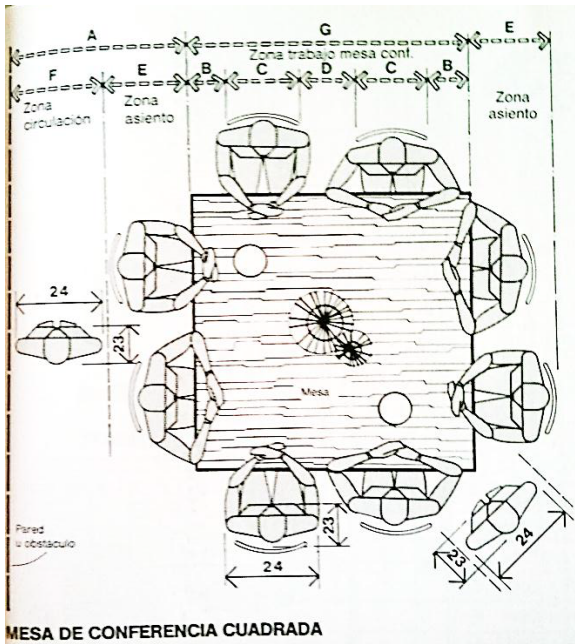 A G E
Zona trabajo mesa conf.
F E B C D C B
Zona
circulación
Zona
asiento
Zona
asiento
24
23
Mesa
23
24
23
24
Pared
u obstáculo
MESA DE CONFERENCIA CUADRADA